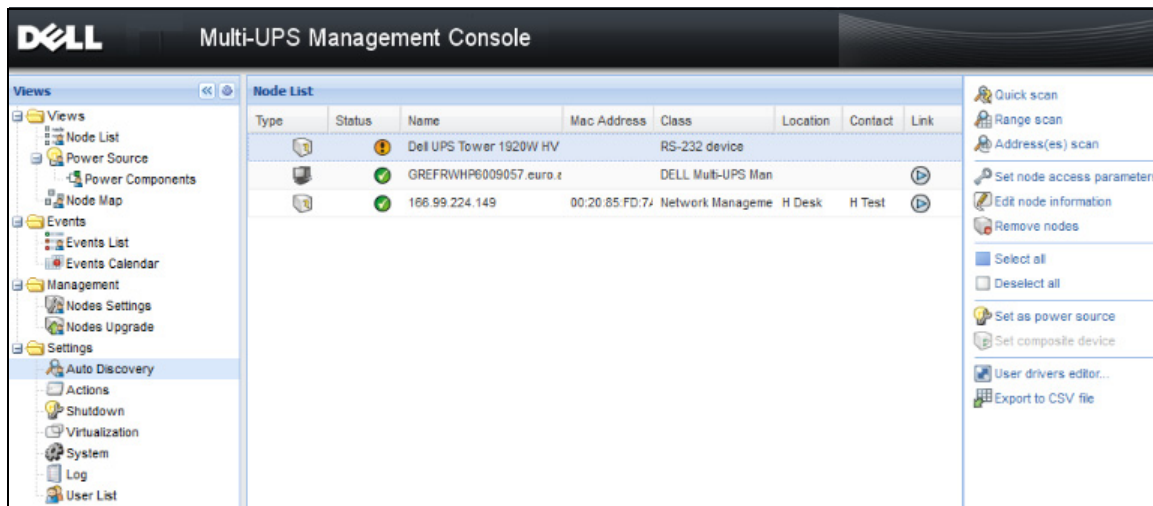 DELL Multi-UPS Management Console
Views
Views
Node List
Power Source
Power Components
Node Map
Events
Events List
Events Calendar
Management
Nodes Settings
Nodes Upgrade
Settings
Auto Discovery
Actions
Shutdown
Virtualization
System
Log
User List
Node List
Type Status Name Mac Address Class Location Contact Link
Dell UPS Tower 1920W HV RS-232 device
GREFRWHP6009057.euro. DELL Multi-UPS Man
166.99.224.149 00:20:85:FD:7 Network Manageme H Desk H Test
Quick scan
Range scan
Address(es) scan
Set node access parameter
Edit node information
Remove nodes
Select all
Deselect all
Set as power source
Set composite device
User drivers editor...
Export to CSV file